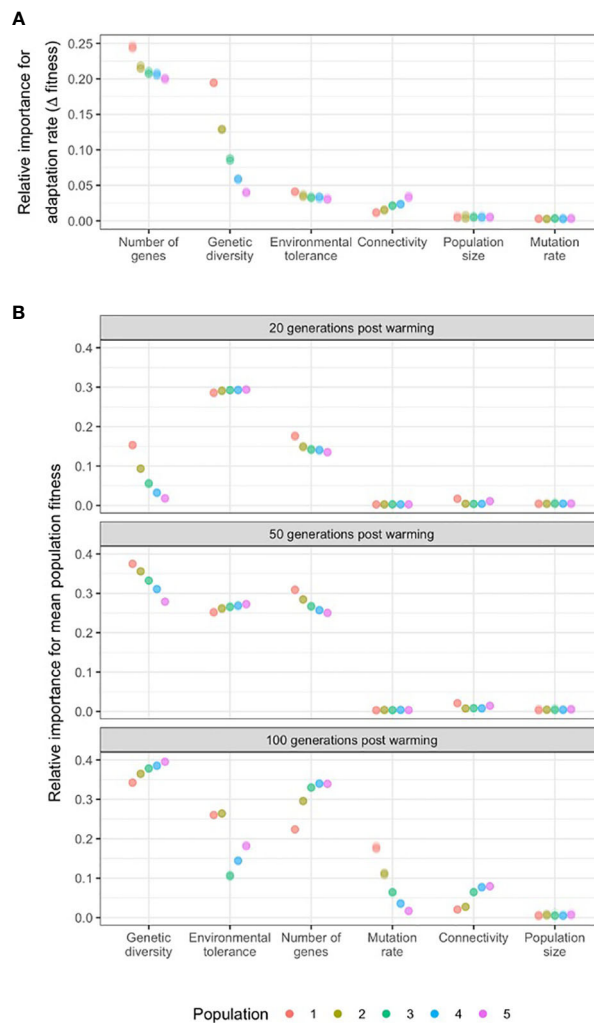 A
Relative importance for
adaptation rate (Δ fitness)
0.25
0.20
0.15
0.10
0.05
0.00
Number of
genes
Genetic
diversity
Environmental
tolerance
Connectivity
Population
size
Mutation
rate
B
Relative importance for mean population fitness
20 generations post warming
0.4
0.3
0.2
0.1
0.0
50 generations post warming
0.4
0.3
0.2
0.1
0.0
100 generations post warming
0.4
0.3
0.2
0.1
0.0
Genetic
diversity
Environmental
tolerance
Number of
genes
Mutation
rate
Connectivity
Population
size
Population 1 2 3 4 5